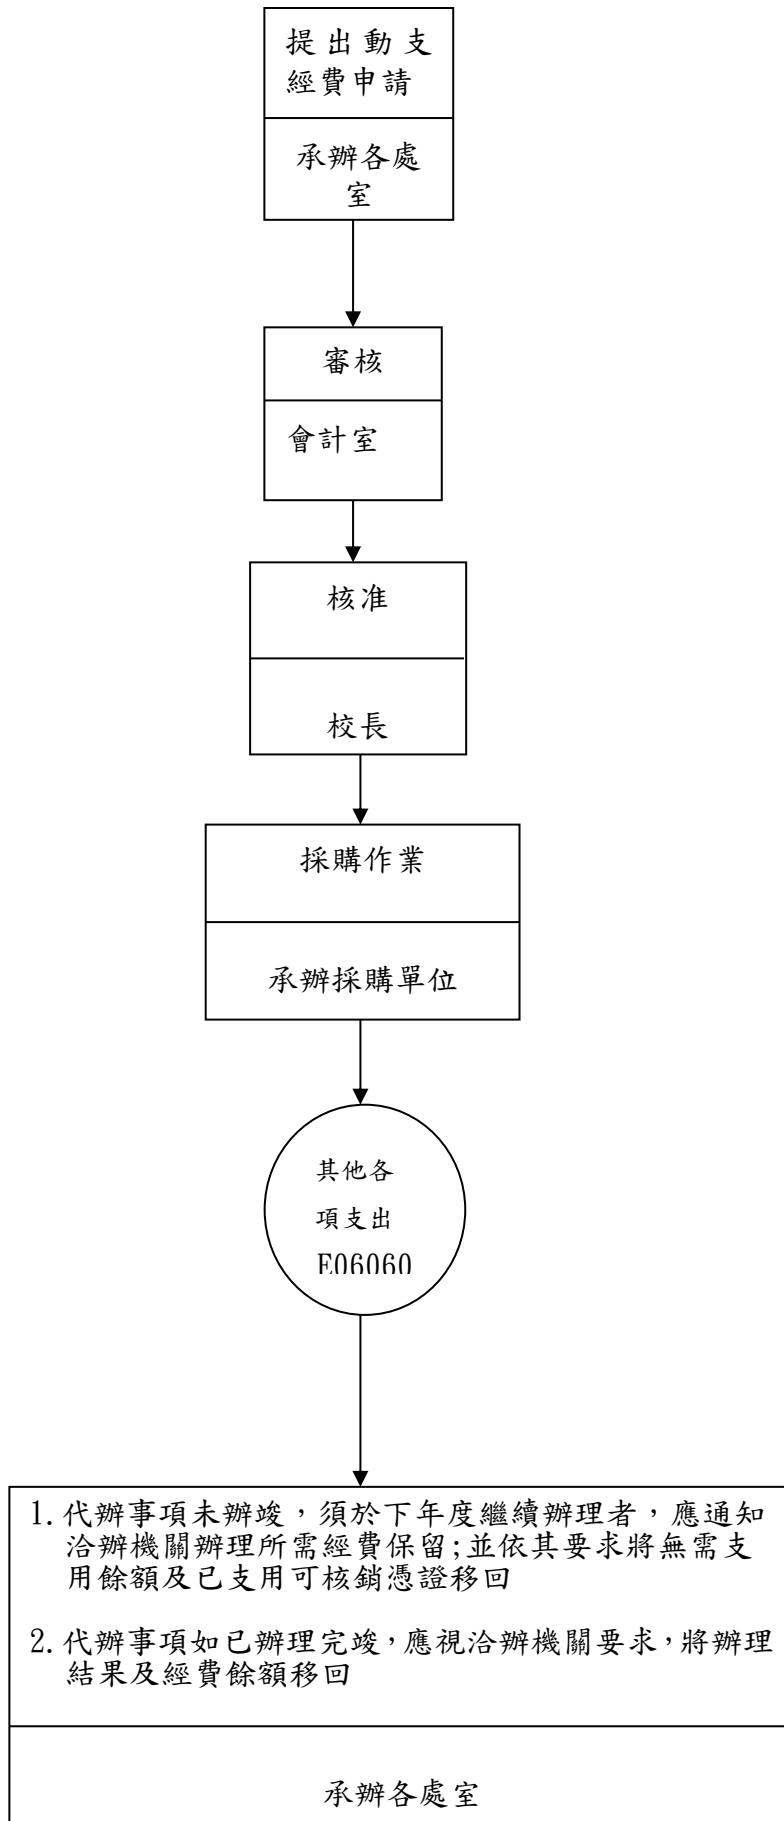 提出動支
經費申請
承辦各處
室
審核
會計室
核准
校長
採購作業
承辦採購單位
其他各
項支出
E06060
1. 代辦事項未辦竣，須於下年度繼續辦理者，應通知
洽辦機關辦理所需經費保留;並依其要求將無需支
用餘額及已支用可核銷憑證移回
2. 代辦事項如已辦理完竣，應視洽辦機關要求，將辦理
結果及經費餘額移回
承辦各處室